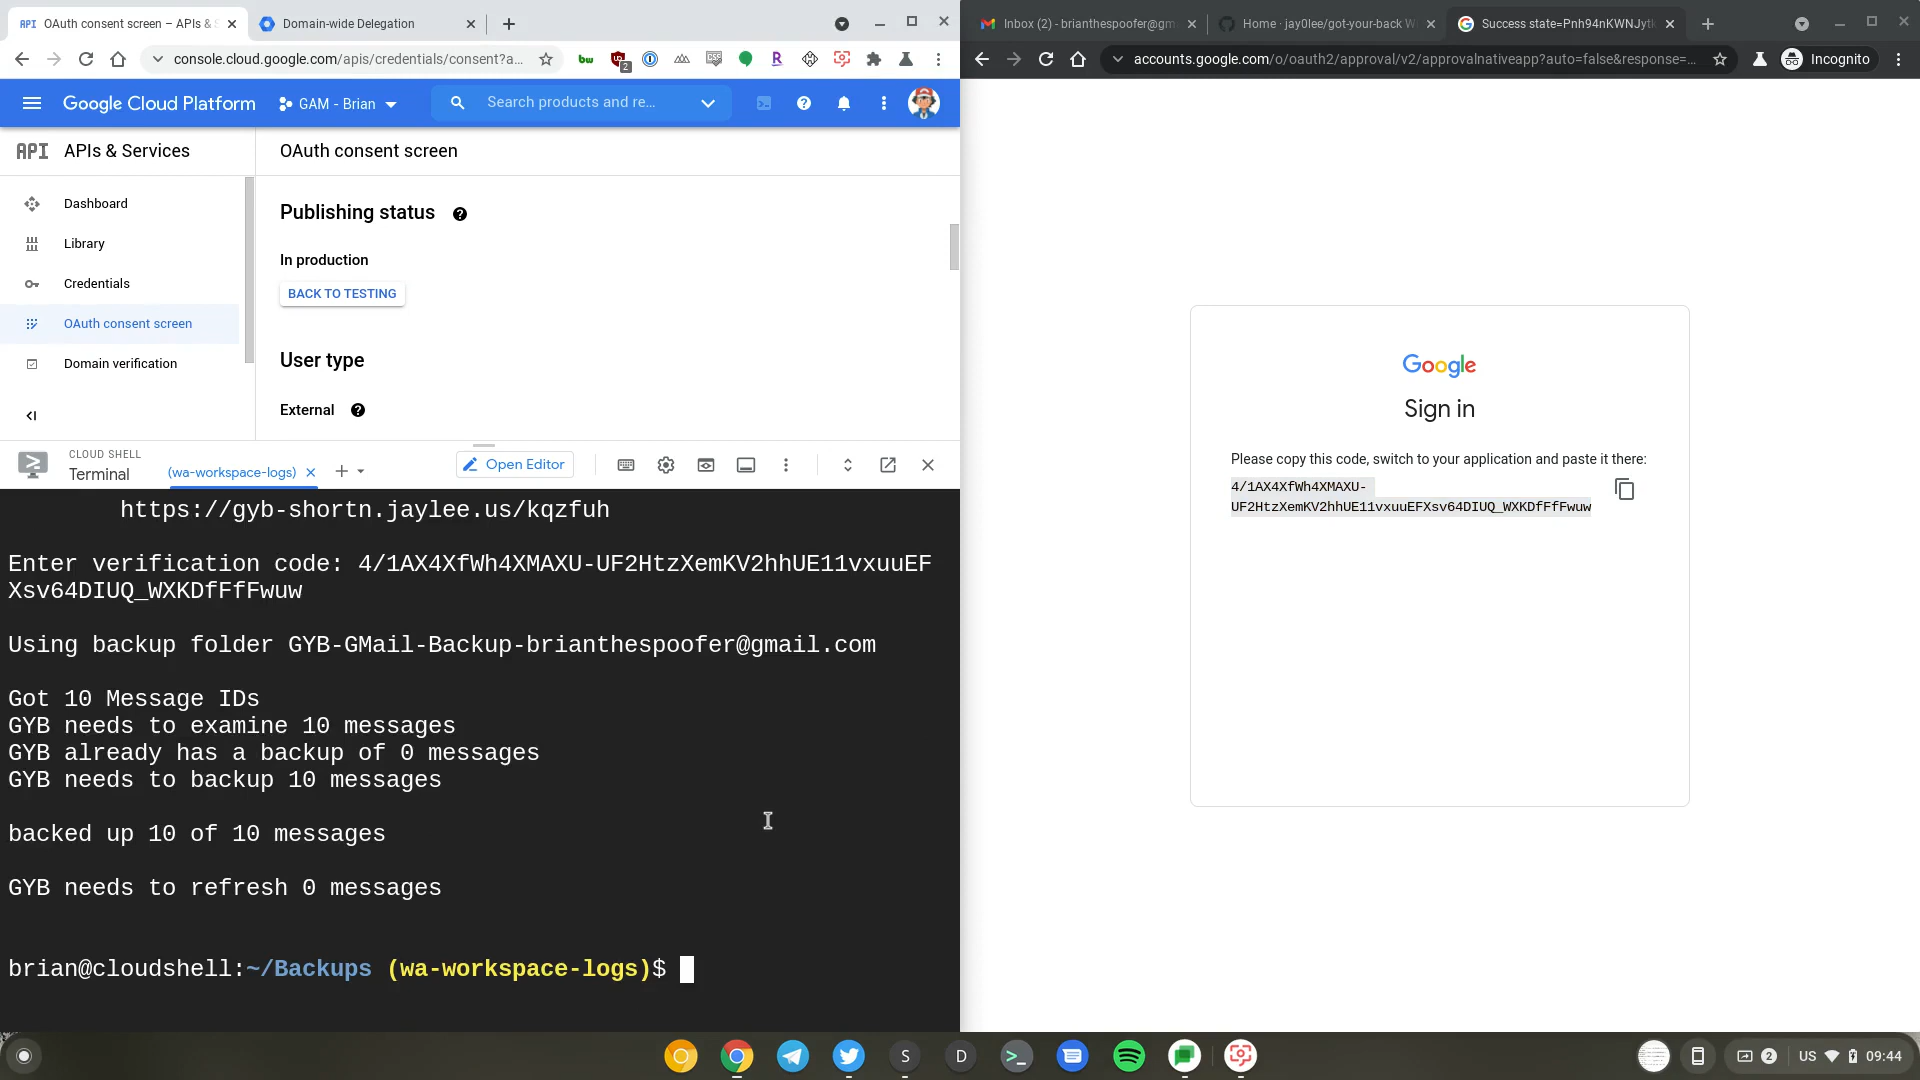 API OAuth consent screen – APIs & S
Domain-wide Delegation
console.cloud.google.com/apis/credentials/consent?a...
Google Cloud Platform
GAM - Brian
Search products and re...
API APIs & Services
OAuth consent screen
Dashboard
Library
Credentials
OAuth consent screen
Domain verification
Publishing status
In production
BACK TO TESTING
User type
External
CLOUD SHELL
Terminal
(wa-workspace-logs)
Open Editor
https://gyb-shortn.jaylee.us/kqzfuh
Enter verification code: 4/1AX4XfWh4XMAXU-UF2HtzXemKV2hhUE11vxuuEF
Xsv64DIUQ_WXKDfFfFwuw
Using backup folder GYB-GMail-Backup-brianthespoofer@gmail.com
Got 10 Message IDs
GYB needs to examine 10 messages
GYB already has a backup of 0 messages
GYB needs to backup 10 messages
backed up 10 of 10 messages
GYB needs to refresh 0 messages
brian@cloudshell:~/Backups (wa-workspace-logs)$
Inbox (2) - brianthespoofer@gm
Home · jay0lee/got-your-back W
Success state=Pnh94nKWNJyt
accounts.google.com/o/oauth2/approval/v2/approvalnativeapp?auto=false&response=...
Incognito
Google
Sign in
Please copy this code, switch to your application and paste it there:
4/1AX4XfWh4XMAXU-
UF2HtzXemKV2hhUE11vxuuEFXsv64DIUQ_WXKDfFfFwuw
S
D
2
US
09:44